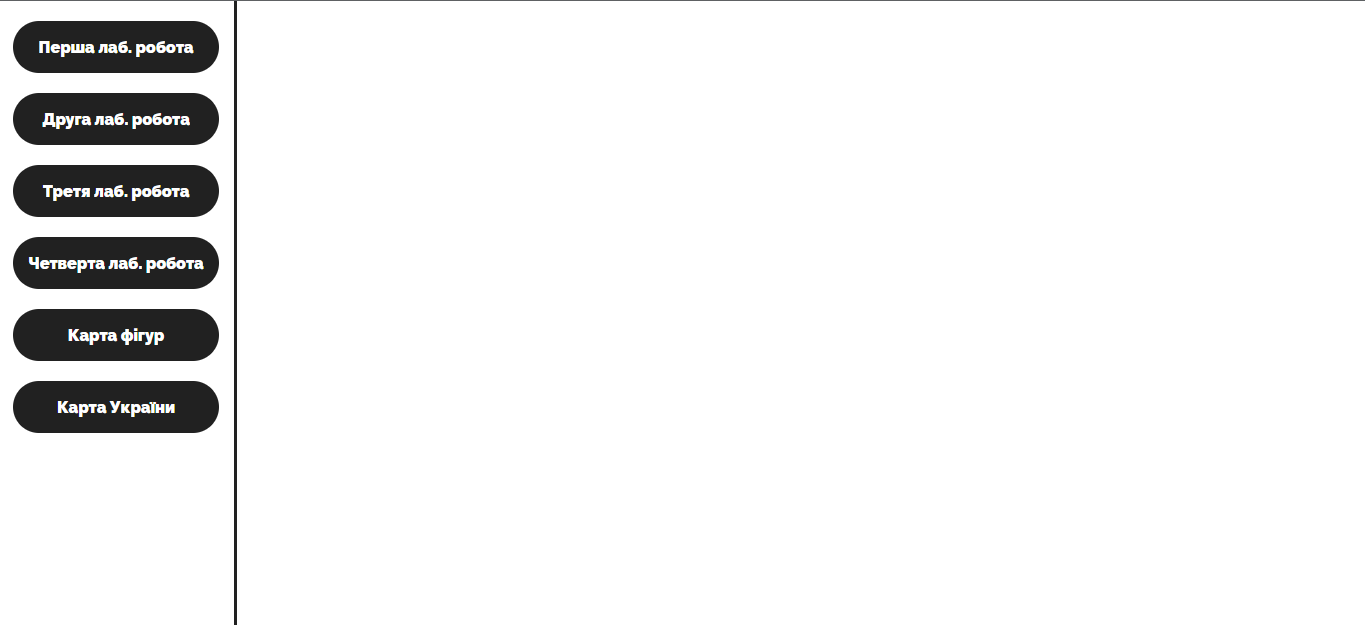 Перша лаб. робота
Друга лаб. робота
Третя лаб. робота
Четверта лаб. робота
Карта фігур
Карта України